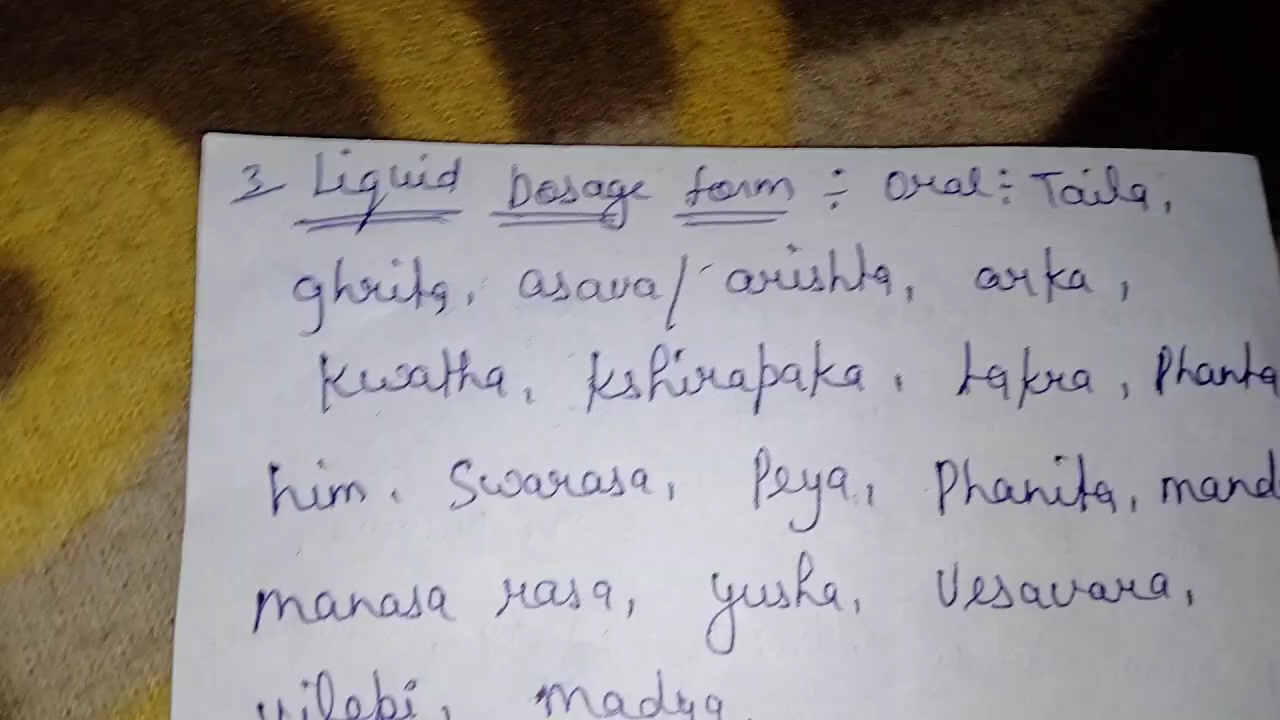 3 Liquid Dosage form ÷ Oral ÷ Taila,
ghrita, asava/ arishta, arka,
Kwatha, kshirapaka, takra, Phanta
him. Swarasa, Peya, Phanita, mand
manasa rasa, yusha, Vesavara,
vilebi, madya